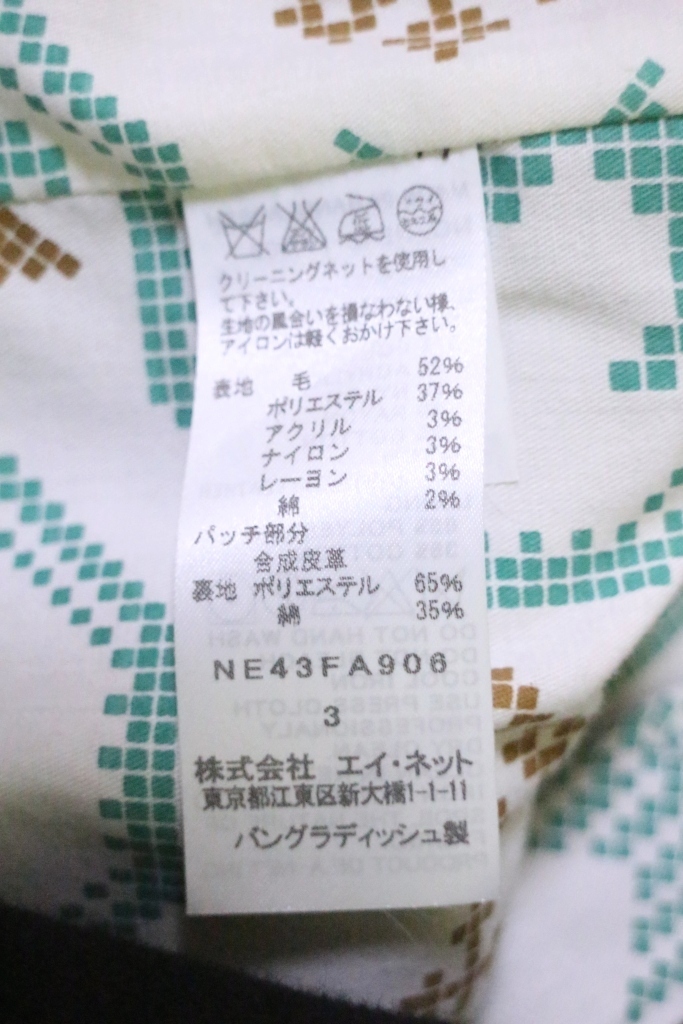 クリーニングネットを使用し
て下さい。
生地の風合いを損なわない様、
アイロンは軽くおかけ下さい。
表地 毛 52%
ポリエステル 37%
アクリル 3%
ナイロン 3%
レーヨン 3%
綿 2%
パッチ部分
合成皮革
裏地 ポリエステル 65%
綿 35%
NE43FA906
3
株式会社 エイ・ネット
東京都江東区新大橋1-1-11
バングラディッシュ製